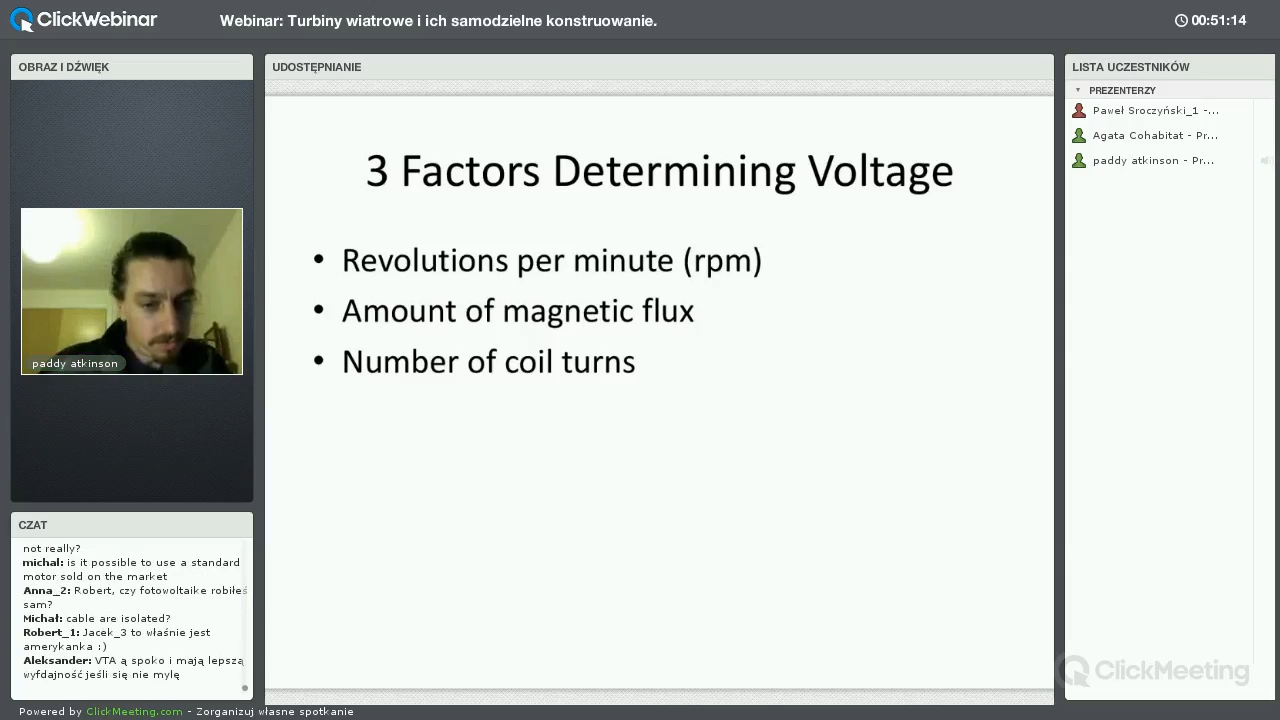 ClickWebinar
Webinar: Turbiny wiatrowe i ich samodzielne konstruowanie.
00:51:14
OBRAZ I DŹWIĘK
paddy atkinson
CZAT
not really?
michal: is it possible to use a standard
motor sold on the market
Anna_2: Robert, czy fotowoltaike robiłeś
sam?
Michał: cable are isolated?
Robert_1: Jacek_3 to właśnie jest
amerykanka :)
Aleksander: VTA ą spoko i mają lepszą
wyfdajność jeśli się nie mylę
UDOSTĘPNIANIE
3 Factors Determining Voltage
• Revolutions per minute (rpm)
• Amount of magnetic flux
• Number of coil turns
LISTA UCZESTNIKÓW
PREZENTERZY
Paweł Sroczyński_1 -...
Agata Cohabitat - Pr...
paddy atkinson - Pr...
ClickMeeting
Powered by ClickMeeting.com - Zorganizuj własne spotkanie